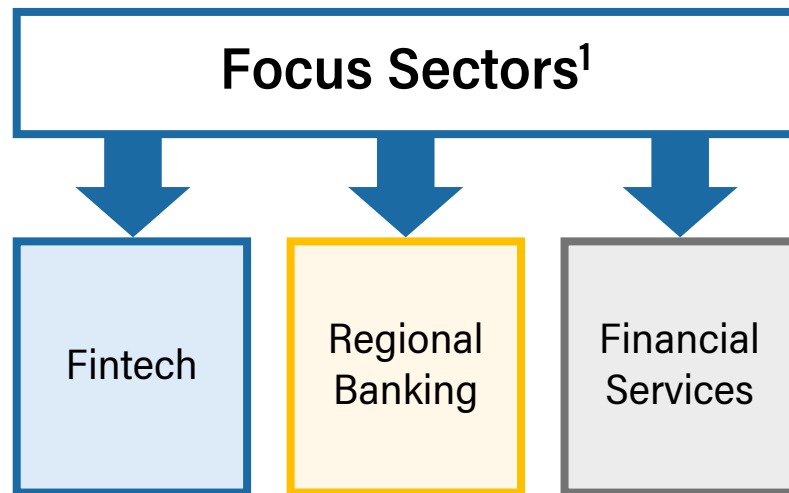 Focus Sectors¹
Fintech
Regional
Banking
Financial
Services